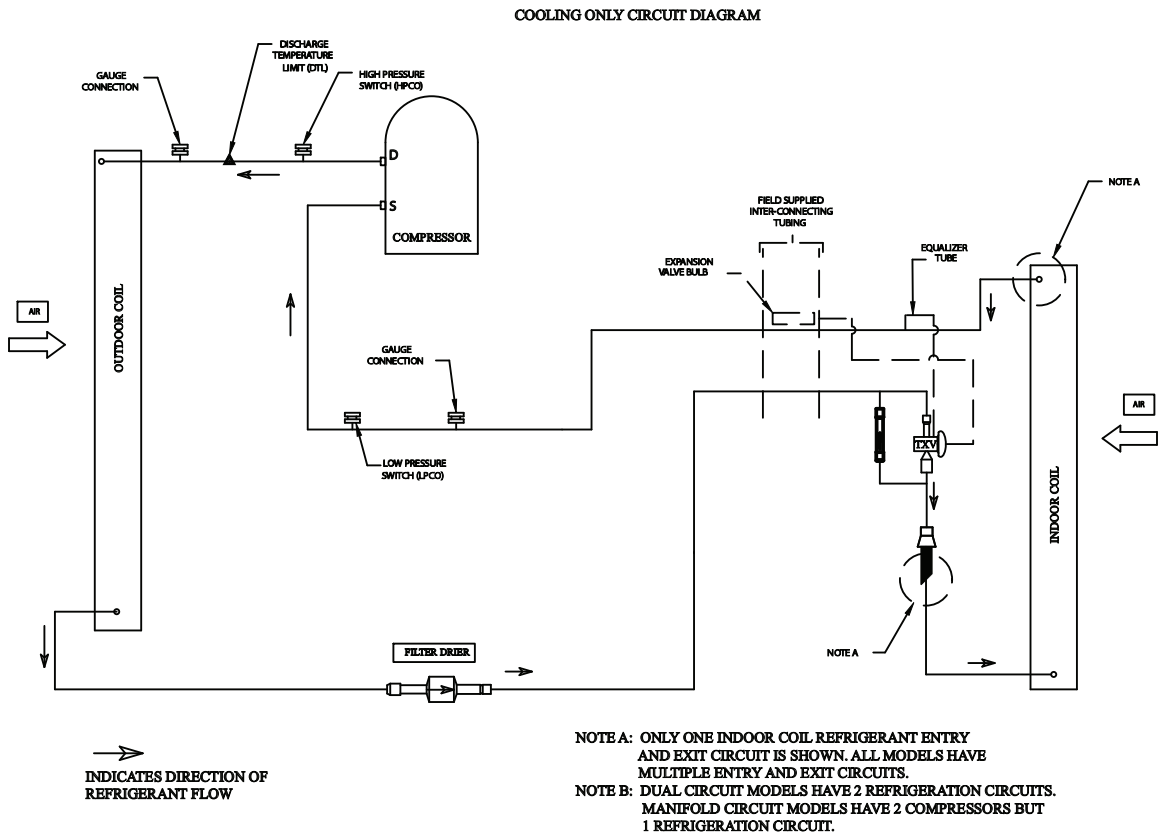 COOLING ONLY CIRCUIT DIAGRAM
DISCHARGE
TEMPERATURE
LIMIT (DTL)
GAUGE
CONNECTION
HIGH PRESSURE
SWITCH (HPCO)
D
S
COMPRESSOR
NOTE A
FIELD SUPPLIED
INTER-CONNECTING
TUBING
EQUALIZER
TUBE
EXPANSION
VALVE BULB
AIR
OUTDOOR COIL
GAUGE
CONNECTION
LOW PRESSURE
SWITCH (LPCO)
TXV
AIR
INDOOR COIL
NOTE A
FILTER DRIER
INDICATES DIRECTION OF
REFRIGERANT FLOW
NOTE A: ONLY ONE INDOOR COIL REFRIGERANT ENTRY
AND EXIT CIRCUIT IS SHOWN. ALL MODELS HAVE
MULTIPLE ENTRY AND EXIT CIRCUITS.
NOTE B: DUAL CIRCUIT MODELS HAVE 2 REFRIGERATION CIRCUITS.
MANIFOLD CIRCUIT MODELS HAVE 2 COMPRESSORS BUT
1 REFRIGERATION CIRCUIT.